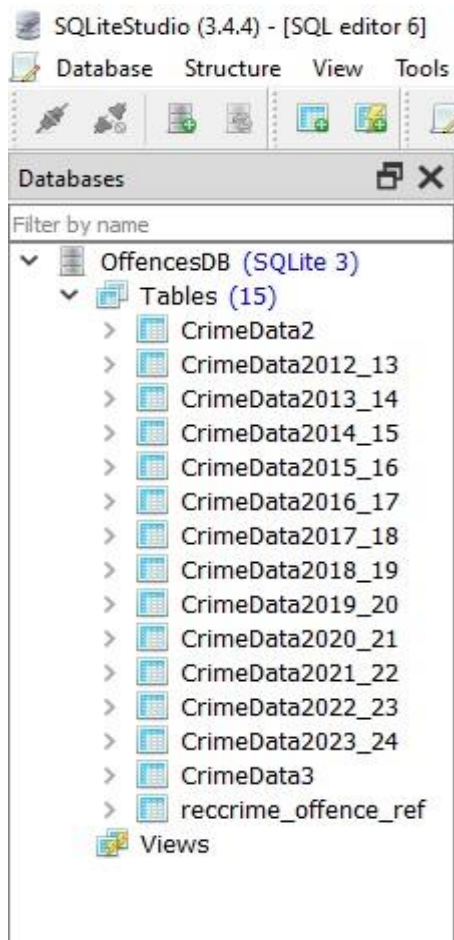 SQLiteStudio (3.4.4) - [SQL editor 6]
Database Structure View Tools
Databases
Filter by name
OffencesDB (SQLite 3)
Tables (15)
CrimeData2
CrimeData2012_13
CrimeData2013_14
CrimeData2014_15
CrimeData2015_16
CrimeData2016_17
CrimeData2017_18
CrimeData2018_19
CrimeData2019_20
CrimeData2020_21
CrimeData2021_22
CrimeData2022_23
CrimeData2023_24
CrimeData3
reccrime_offence_ref
Views